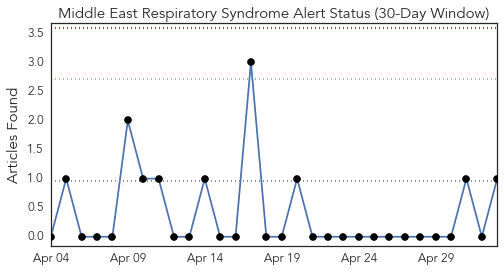 Middle East Respiratory Syndrome Alert Status (30-Day Window)
Articles Found
3.5
3.0
2.5
2.0
1.5
1.0
0.5
0.0
Apr 04 Apr 09 Apr 14 Apr 19 Apr 24 Apr 29